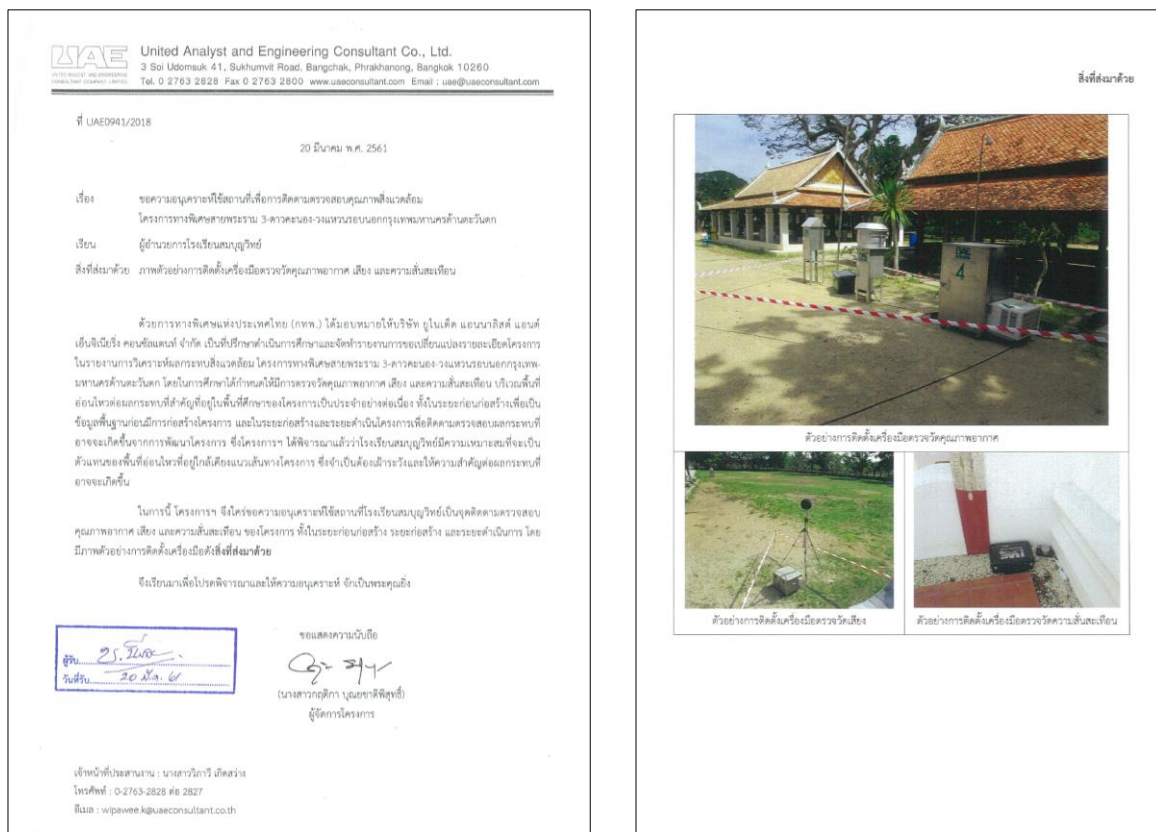 UAE
UNITED ANALYST AND ENGINEERING
CONSULTANT COMPANY LIMITED
United Analyst and Engineering Consultant Co., Ltd.
3 Soi Udomsuk 41, Sukhumvit Road, Bangchak, Phrakhanong, Bangkok 10260
Tel. 0 2763 2828 Fax 0 2763 2800 www.uaeconsultant.com Email : uae@uaeconsultant.com
ที่ UAE0941/2018
20 มีนาคม พ.ศ. 2561
เรื่อง ขอความอนุเคราะห์ใช้สถานที่เพื่อการติดตามตรวจสอบคุณภาพสิ่งแวดล้อม
โครงการทางพิเศษสายพระราม 3-ดาวคะนอง-วงแหวนรอบนอกกรุงเทพมหานครด้านตะวันตก
เรียน ผู้อำนวยการโรงเรียนสมบุญวิทย์
สิ่งที่ส่งมาด้วย ภาพตัวอย่างการติดตั้งเครื่องมือตรวจวัดคุณภาพอากาศ เสียง และความสั่นสะเทือน
ด้วยการทางพิเศษแห่งประเทศไทย (กทพ.) ได้มอบหมายให้บริษัท ยูไนเต็ด แอนนาลิสต์ แอนด์
เอ็นจิเนียริ่ง คอนซัลแตนท์ จำกัด เป็นที่ปรึกษาดำเนินการศึกษาและจัดทำรายงานการขอเปลี่ยนแปลงรายละเอียดโครงการ
ในรายงานการวิเคราะห์ผลกระทบสิ่งแวดล้อม โครงการทางพิเศษสายพระราม 3-ดาวคะนอง-วงแหวนรอบนอกกรุงเทพ-
มหานครด้านตะวันตก โดยในการศึกษาได้กำหนดให้มีการตรวจวัดคุณภาพอากาศ เสียง และความสั่นสะเทือน บริเวณพื้นที่
อ่อนไหวต่อผลกระทบที่สำคัญที่อยู่ในพื้นที่ศึกษาของโครงการเป็นประจำอย่างต่อเนื่อง ทั้งในระยะก่อนก่อสร้างเพื่อเป็น
ข้อมูลพื้นฐานก่อนมีการก่อสร้างโครงการ และในระยะก่อสร้างและระยะดำเนินโครงการเพื่อติดตามตรวจสอบผลกระทบที่
อาจจะเกิดขึ้นจากการพัฒนาโครงการ ซึ่งโครงการฯ ได้พิจารณาแล้วว่าโรงเรียนสมบุญวิทย์มีความเหมาะสมที่จะเป็น
ตัวแทนของพื้นที่อ่อนไหวที่อยู่ใกล้เคียงแนวเส้นทางโครงการ ซึ่งจำเป็นต้องเฝ้าระวังและให้ความสำคัญต่อผลกระทบที่
อาจจะเกิดขึ้น
ในการนี้ โครงการฯ จึงใคร่ขอความอนุเคราะห์ใช้สถานที่โรงเรียนสมบุญวิทย์เป็นจุดติดตามตรวจสอบ
คุณภาพอากาศ เสียง และความสั่นสะเทือน ของโครงการ ทั้งในระยะก่อนก่อสร้าง ระยะก่อสร้าง และระยะดำเนินการ โดย
มีภาพตัวอย่างการติดตั้งเครื่องมือดังสิ่งที่ส่งมาด้วย
จึงเรียนมาเพื่อโปรดพิจารณาและให้ความอนุเคราะห์ จักเป็นพระคุณยิ่ง
ขอแสดงความนับถือ
ผู้รับ
วันที่รับ 20 มี.ค. 61
(นางสาวกฤติกา บุณยชาติพิสุทธิ์)
ผู้จัดการโครงการ
เจ้าหน้าที่ประสานงาน : นางสาววิภาวี เกิดสว่าง
โทรศัพท์ : 0-2763-2828 ต่อ 2827
อีเมล : wipawee.k@uaeconsultant.co.th
สิ่งที่ส่งมาด้วย
UAE
4
ตัวอย่างการติดตั้งเครื่องมือตรวจวัดคุณภาพอากาศ
ตัวอย่างการติดตั้งเครื่องมือตรวจวัดเสียง
ตัวอย่างการติดตั้งเครื่องมือตรวจวัดความสั่นสะเทือน